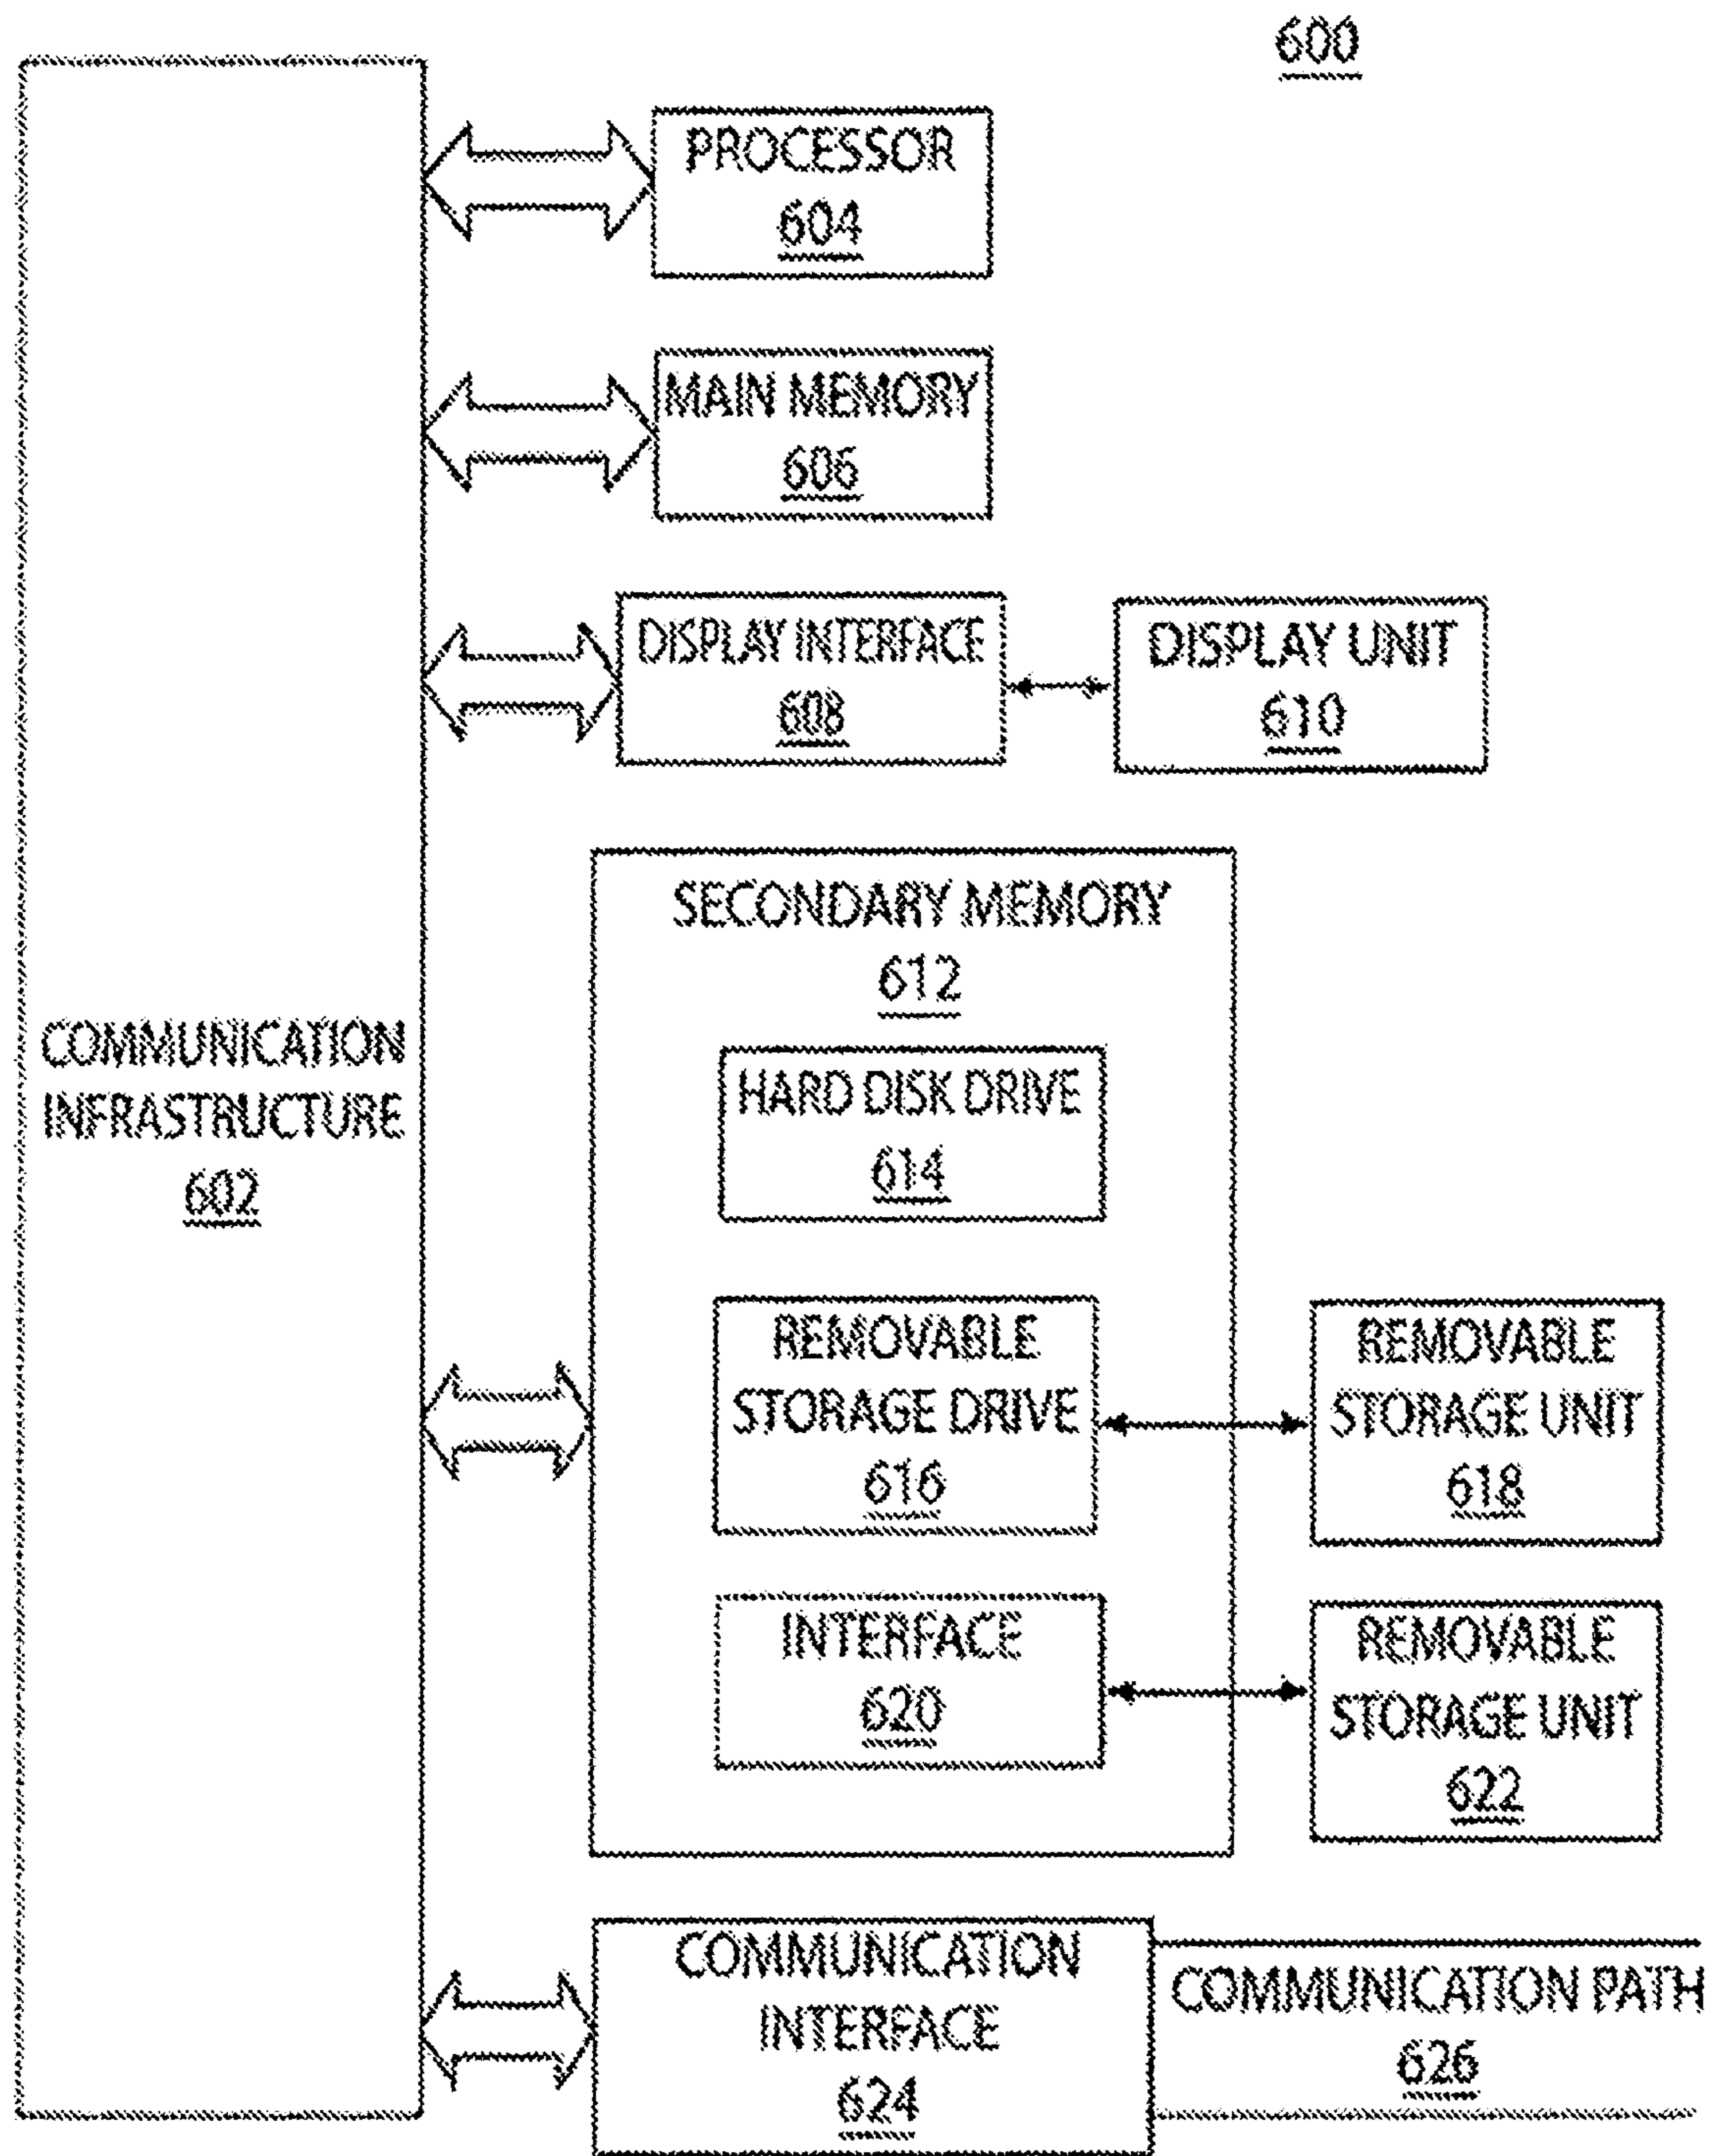 600
PROCESSOR
604
MAIN MEMORY
606
DISPLAY INTERFACE
608
DISPLAY UNIT
610
SECONDARY MEMORY
612
COMMUNICATION
INFRASTRUCTURE
602
HARD DISK DRIVE
614
REMOVABLE
STORAGE DRIVE
616
REMOVABLE
STORAGE UNIT
618
INTERFACE
620
REMOVABLE
STORAGE UNIT
622
COMMUNICATION
INTERFACE
624
COMMUNICATION PATH
626